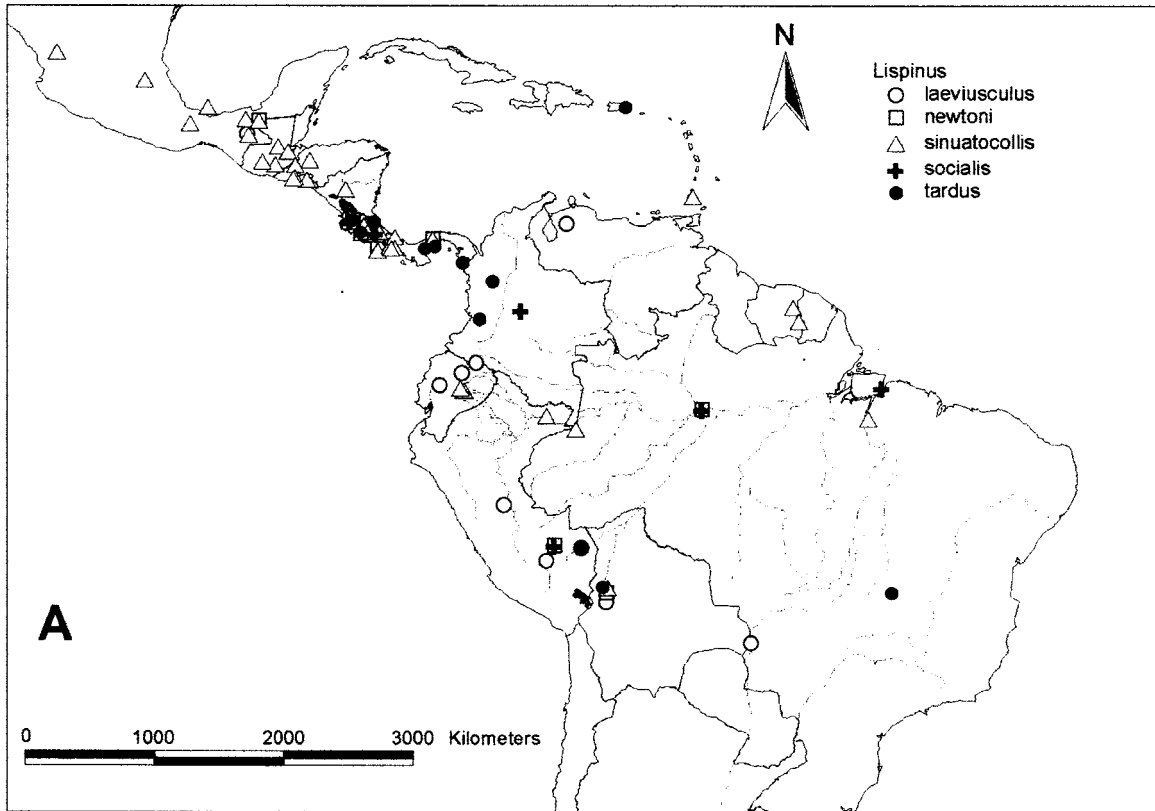 N
Lispinus
laeviusculus
newtoni
sinuatocollis
socialis
tardus
A
0 1000 2000 3000 Kilometers